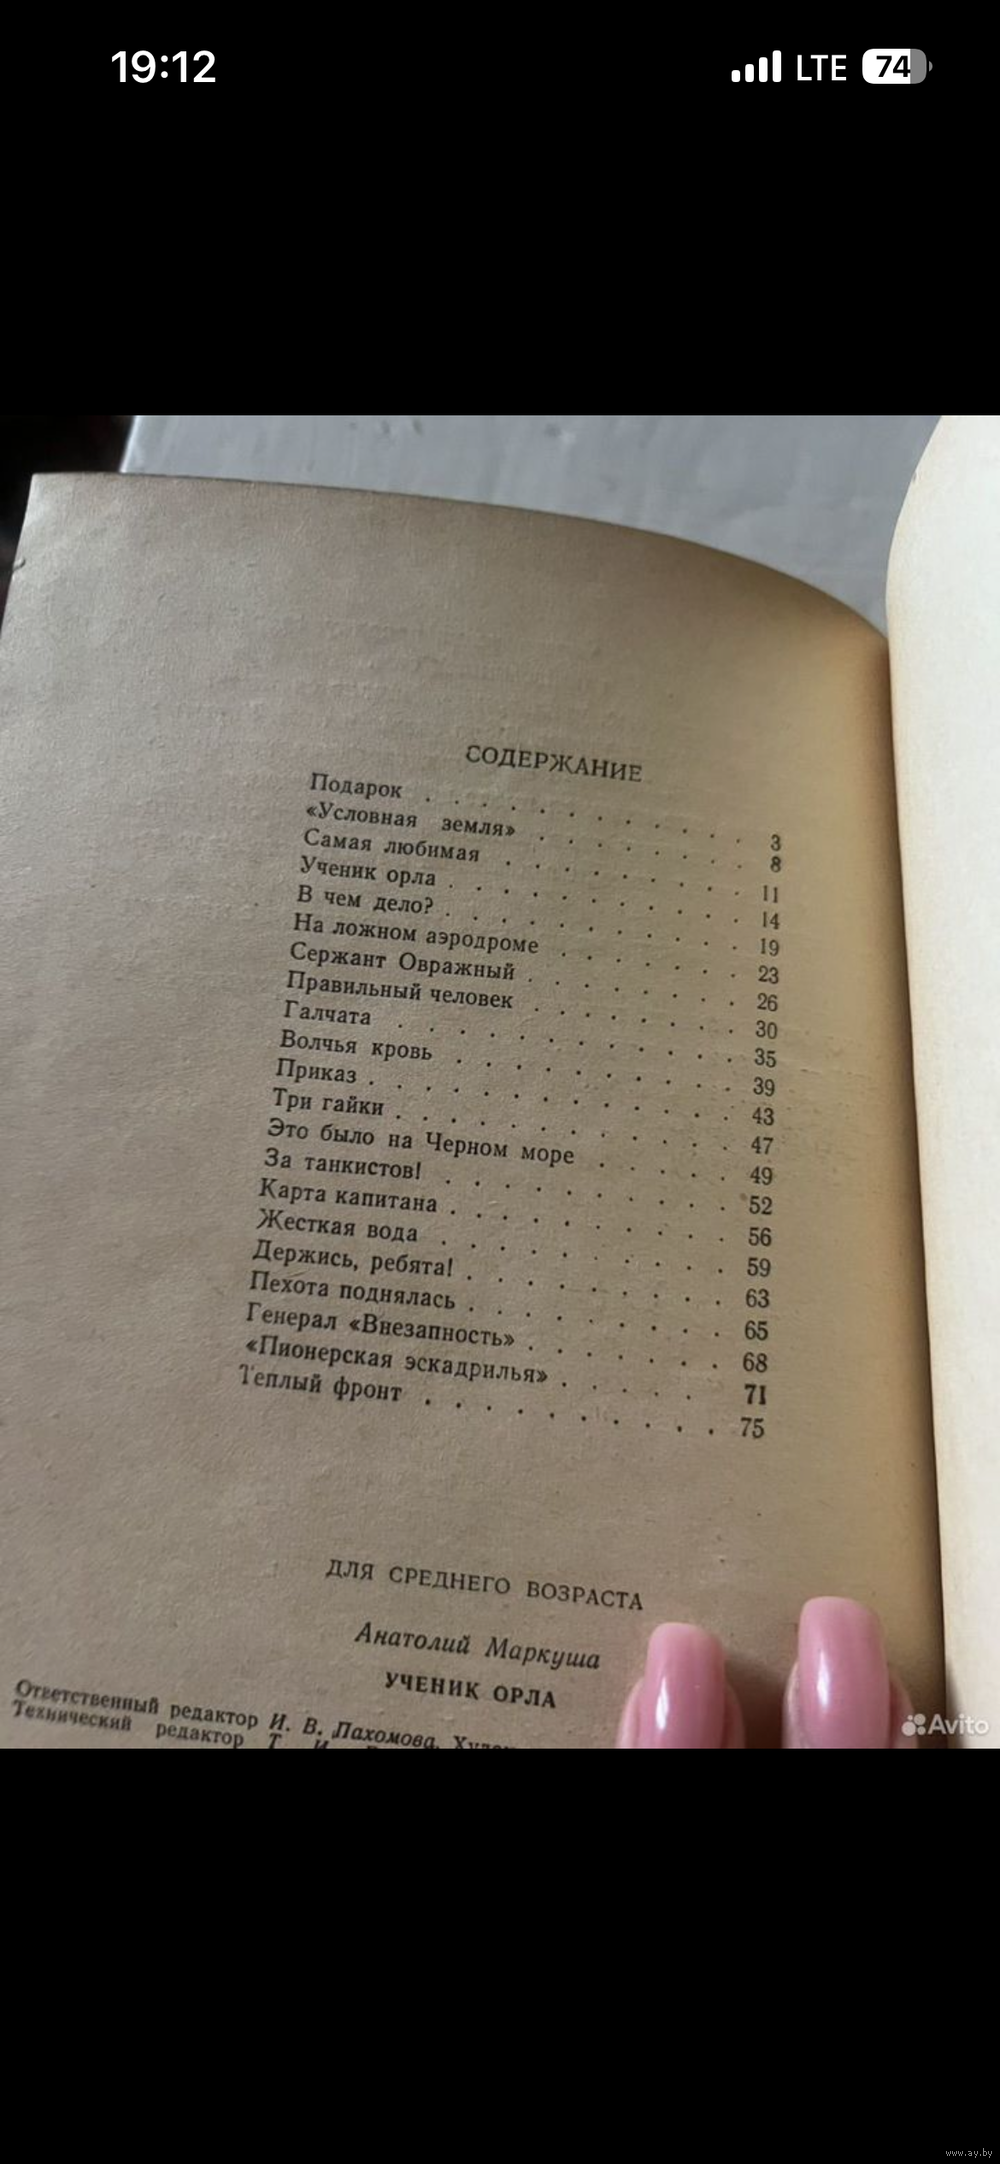 19:12
LTE 74
СОДЕРЖАНИЕ
Подарок . . . . . . . . . . . 3
«Условная земля» . . . . . . . . 8
Самая любимая . . . . . . . . . 11
Ученик орла . . . . . . . . . . 14
В чем дело? . . . . . . . . . . 19
На ложном аэродроме . . . . . . . 23
Сержант Овражный . . . . . . . . 26
Правильный человек . . . . . . . . 30
Галчата . . . . . . . . . . . 35
Волчья кровь . . . . . . . . . . 39
Приказ . . . . . . . . . . . . 43
Три гайки . . . . . . . . . . . 47
Это было на Черном море . . . . . 49
За танкистов! . . . . . . . . . 52
Карта капитана . . . . . . . . . 56
Жесткая вода . . . . . . . . . . 59
Держись, ребята! . . . . . . . . . 63
Пехота поднялась . . . . . . . . . 65
Генерал «Внезапность» . . . . . . . 68
«Пионерская эскадрилья» . . . . . 71
Теплый фронт . . . . . . . . . . 75
ДЛЯ СРЕДНЕГО ВОЗРАСТА
Анатолий Маркуша
УЧЕНИК ОРЛА
Ответственный редактор И. В. Пахомова.
Технический редактор Т. И.
Avito
www.ay.by